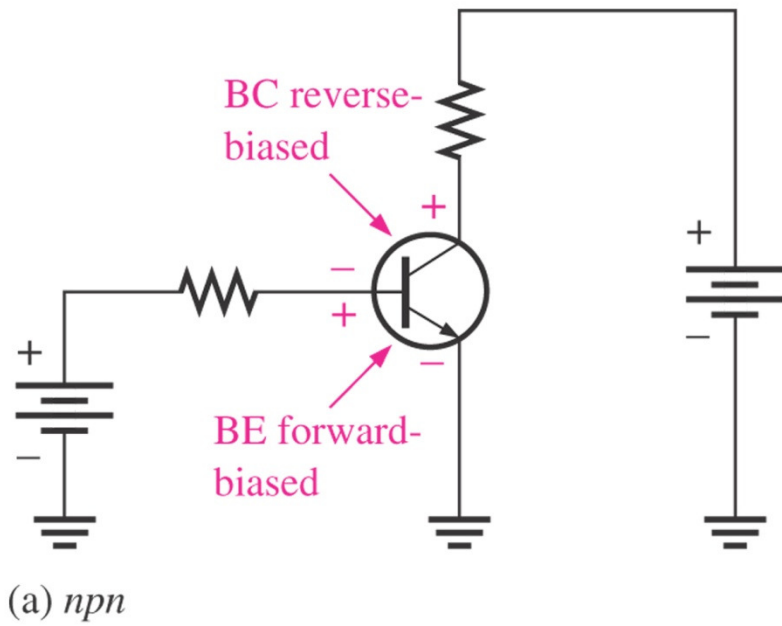 BC reverse-
biased
+
+
−
+
+
−
−
−
BE forward-
biased
(a) npn